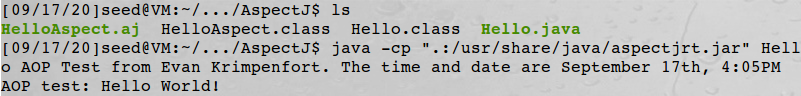 [09/17/20]seed@VM:~/.../AspectJ$ ls
HelloAspect.aj  HelloAspect.class  Hello.class  Hello.java
[09/17/20]seed@VM:~/.../AspectJ$ java -cp ".:/usr/share/java/aspectjrt.jar" Hell
o AOP Test from Evan Krimpenfort. The time and date are September 17th, 4:05PM
AOP test: Hello World!